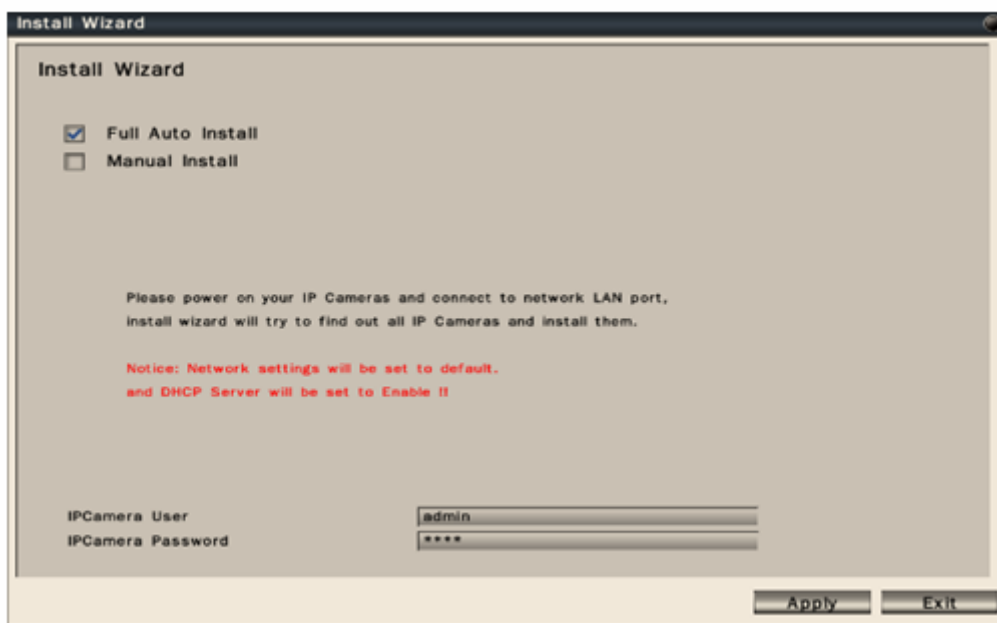 Install Wizard
Install Wizard
Full Auto Install
Manual Install
Please power on your IP Cameras and connect to network LAN port,
install wizard will try to find out all IP Cameras and install them.
Notice: Network settings will be set to default.
and DHCP Server will be set to Enable !!
IPCamera User admin
IPCamera Password ****
Apply Exit